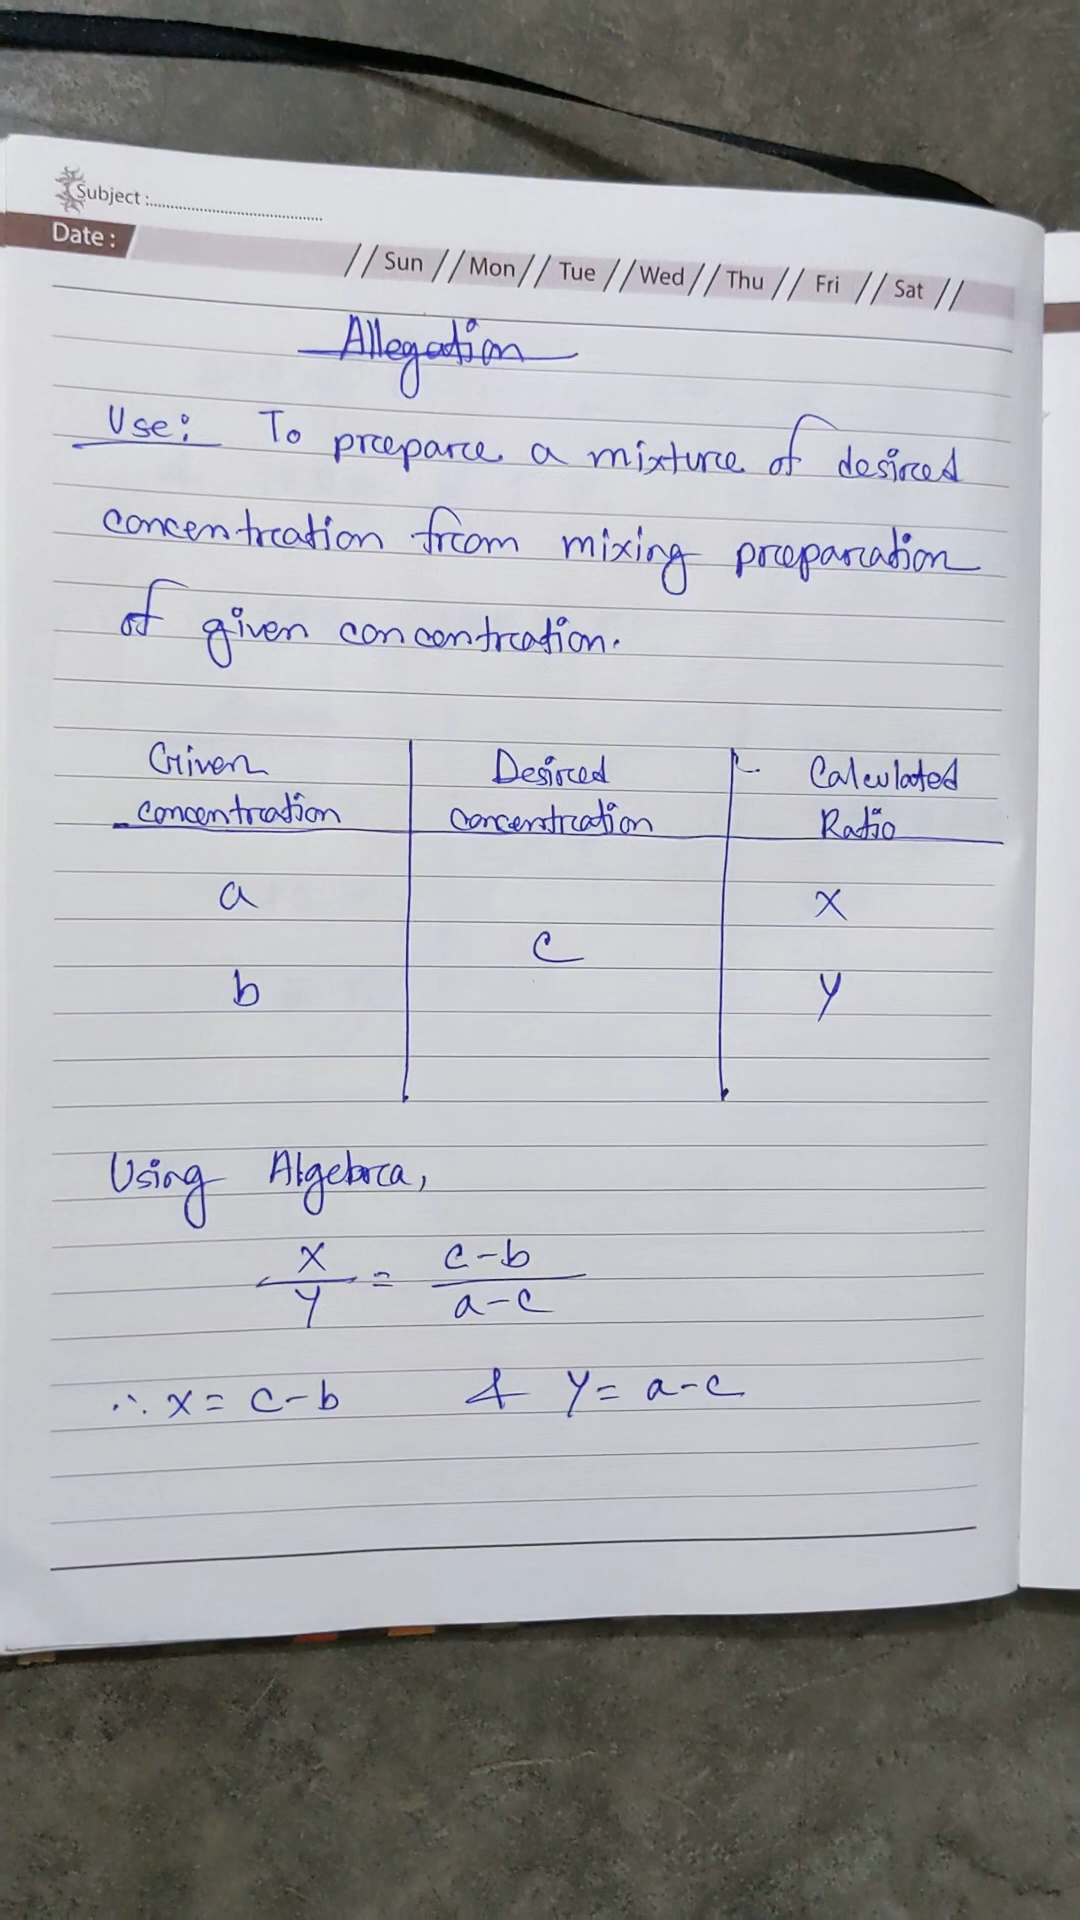 Subject :
Date :
// Sun // Mon // Tue // Wed // Thu // Fri // Sat //
Allegation
Use: To prepare a mixture of desired
concentration from mixing preparation
of given concentration.
Given Desired Calculated
concentration concentration Ratio
a x
c
b y
Using Algebra,
x/y = c-b/a-c
∴ x = c-b & y = a-c